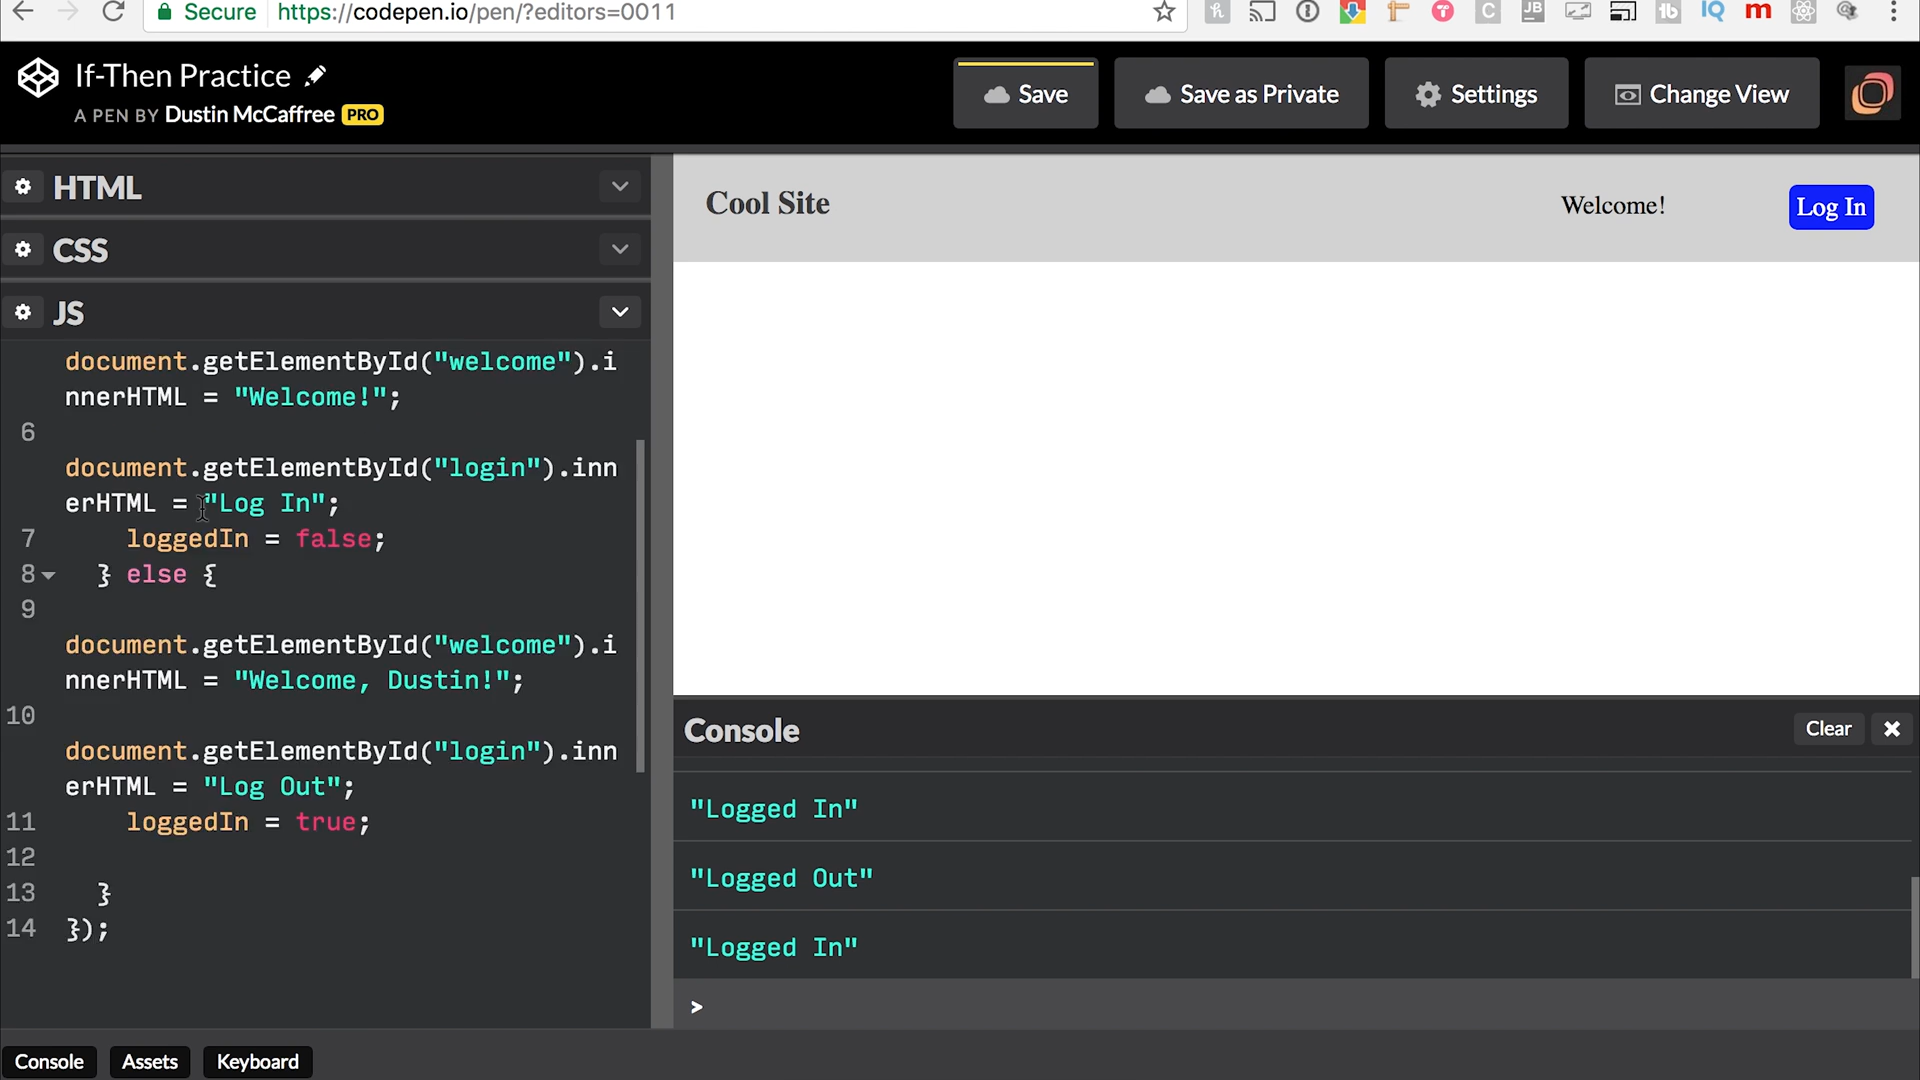 Secure https://codepen.io/pen/?editors=0011
If-Then Practice
A PEN BY Dustin McCaffree PRO
Save
Save as Private
Settings
Change View
HTML
CSS
JS
document.getElementById("welcome").i
nnerHTML = "Welcome!";
6
document.getElementById("login").inn
erHTML = "Log In";
7 loggedIn = false;
8 } else {
9
document.getElementById("welcome").i
nnerHTML = "Welcome, Dustin!";
10
document.getElementById("login").inn
erHTML = "Log Out";
11 loggedIn = true;
12
13 }
14 });
Cool Site
Welcome!
Log In
Console
Clear
"Logged In"
"Logged Out"
"Logged In"
>
Console
Assets
Keyboard